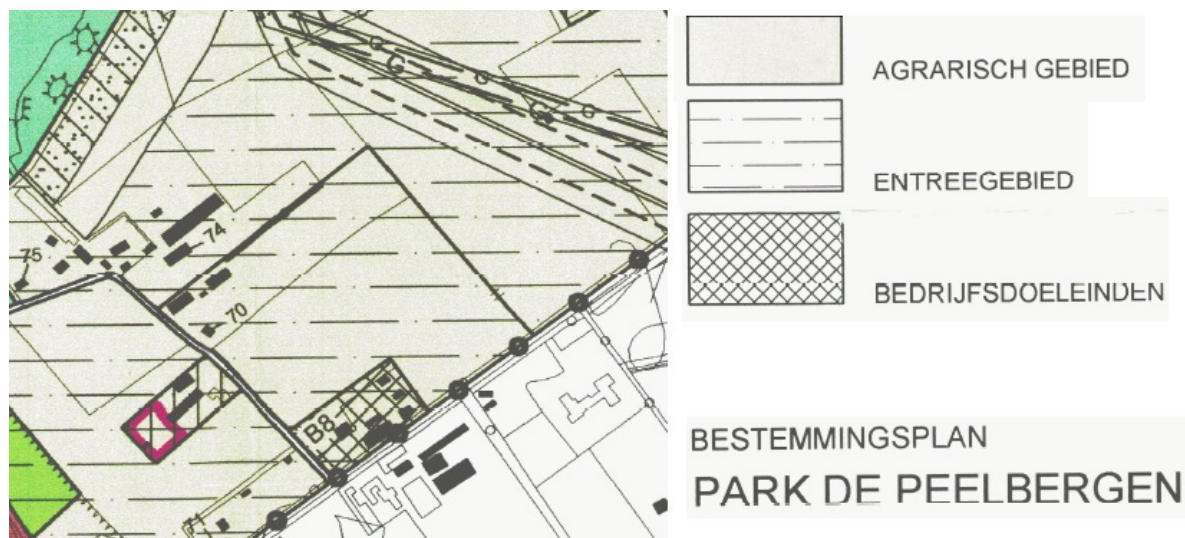 G
G
E
75
74
70
B8
AGRARISCH GEBIED
ENTREEGEBIED
BEDRIJFSDOELEINDEN
BESTEMMINGSPLAN
PARK DE PEELBERGEN